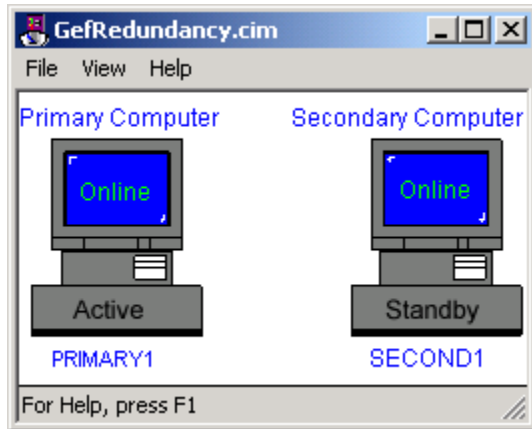 GefRedundancy.cim
File View Help
Primary Computer Secondary Computer
Online Online
Active Standby
PRIMARY1 SECOND1
For Help, press F1